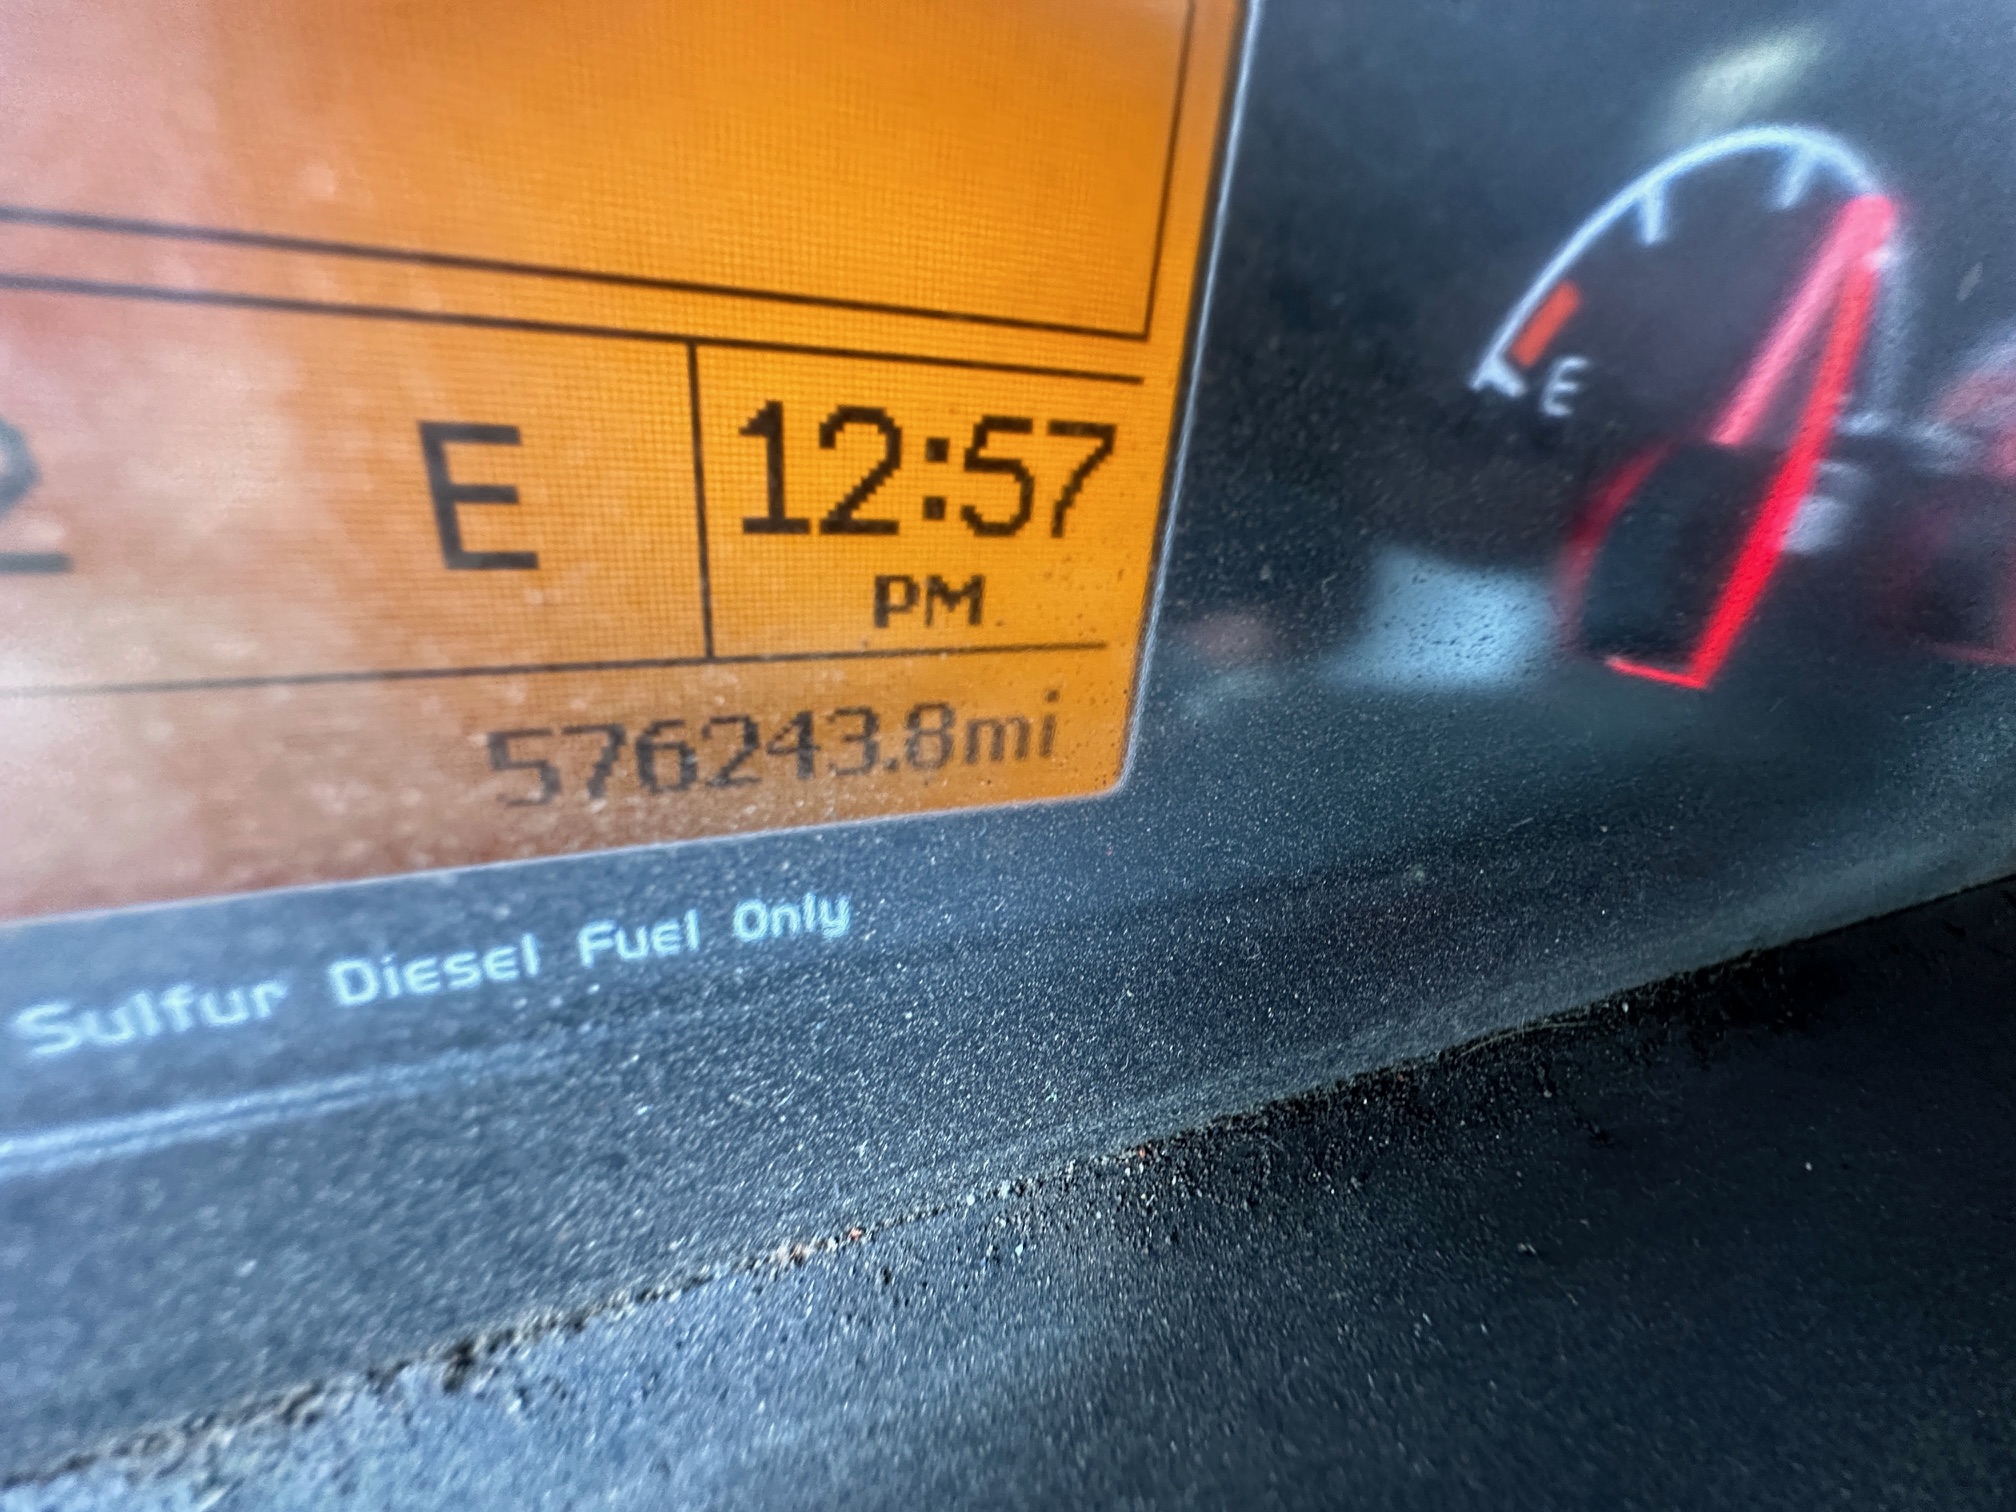 E
12:57
PM
576243.8mi
Sulfur Diesel Fuel Only
E